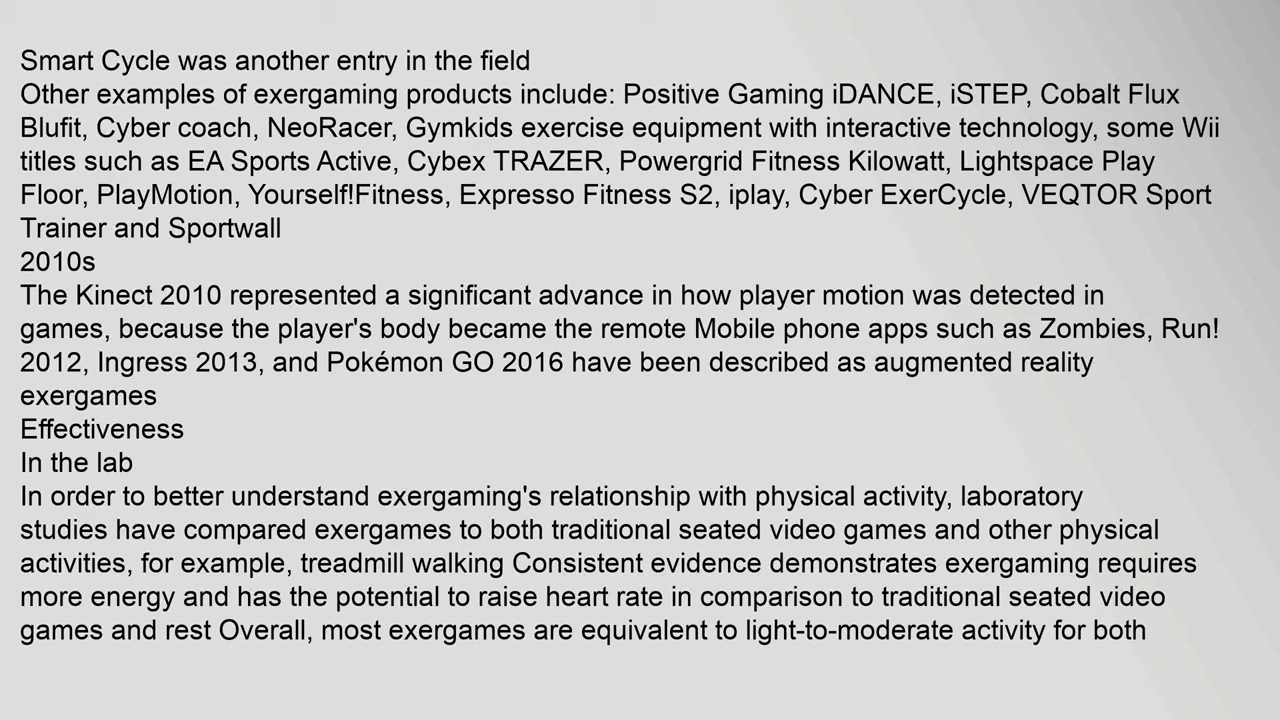 Smart Cycle was another entry in the field
Other examples of exergaming products include: Positive Gaming iDANCE, iSTEP, Cobalt Flux
Blufit, Cyber coach, NeoRacer, Gymkids exercise equipment with interactive technology, some Wii
titles such as EA Sports Active, Cybex TRAZER, Powergrid Fitness Kilowatt, Lightspace Play
Floor, PlayMotion, Yourself!Fitness, Expresso Fitness S2, iplay, Cyber ExerCycle, VEQTOR Sport
Trainer and Sportwall
2010s
The Kinect 2010 represented a significant advance in how player motion was detected in
games, because the player's body became the remote Mobile phone apps such as Zombies, Run!
2012, Ingress 2013, and Pokémon GO 2016 have been described as augmented reality
exergames
Effectiveness
In the lab
In order to better understand exergaming's relationship with physical activity, laboratory
studies have compared exergames to both traditional seated video games and other physical
activities, for example, treadmill walking Consistent evidence demonstrates exergaming requires
more energy and has the potential to raise heart rate in comparison to traditional seated video
games and rest Overall, most exergames are equivalent to light-to-moderate activity for both